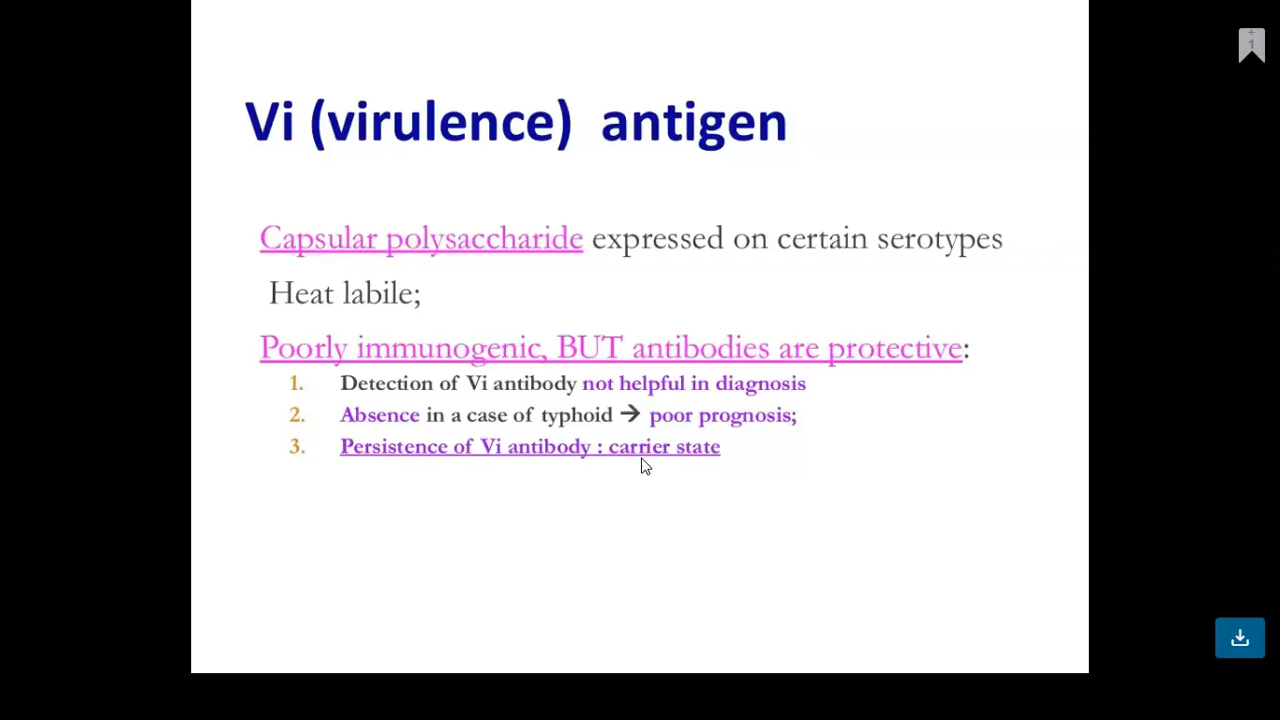 Vi (virulence) antigen
Capsular polysaccharide expressed on certain serotypes
Heat labile;
Poorly immunogenic, BUT antibodies are protective:
1. Detection of Vi antibody not helpful in diagnosis
2. Absence in a case of typhoid → poor prognosis;
3. Persistence of Vi antibody : carrier state
+
1